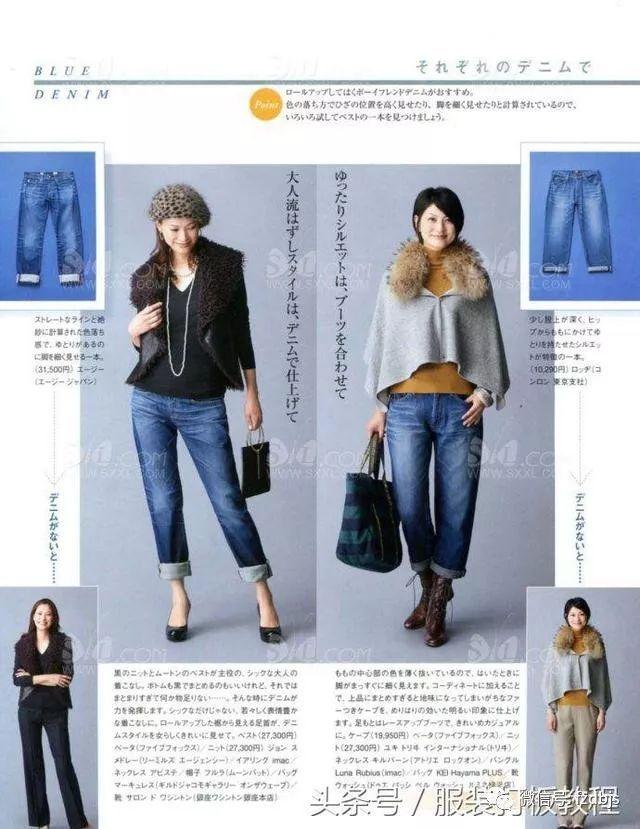 BLUE
DENIM
それぞれのデニムで
Point
ロールアップしてはくボーイフレンドデニムがおすすめ。
色の落ち方でひざの位置を高く見せたり、脚を細く見せたりと計算されているので、
いろいろ試してベストの一本を見つけましょう。
ストレートなラインと絶
妙に計算された色落ち
感で、ゆとりがあるの
に脚を細く見せる一本。
(31,500円)エージー
(エージー ジャパン)
デニムがないと……
大人流はずしスタイルは、デニムで仕上げて
ゆったりシルエットは、ブーツを合わせて
少し股上が深く、ヒッ
プからももにかけてゆ
とりを持たせたシルエッ
トが特徴の一本。
(10,290円)ロッヂ(コ
ンロン 東京支社)
デニムがないと……
黒のニットとムートンのベストが主役の、シックな大人の
着こなし。ボトムも黒でまとめるのもいいけれど、それでは
まとまりすぎて何か物足りない……。そんな時にデニムが
力を発揮します。シックなだけではない、若々しく表情豊か
な着こなしに。ロールアップした裾から見える足首が、デニ
ムスタイルを女らしくきれいに見せて。ベスト(27,300円)
ベータ(ファイブフォックス)/ニット(27,300円)ジョン ス
メドレー(リーミルズ エージェンシー)/イアリング imac/
ネックレス アビステ/帽子 フルラ(ムーンバット)/バッグ
マーキュレス(ギルドジャコモギャラリー オンザウェーブ)/
靴 サロン ド ワシントン(銀座ワシントン銀座本店)
ももの中心部の色を薄く抜いているので、はいたときに
脚がまっすぐに細く見えます。コーディネートに加えること
で、上品にまとめすぎると地味になってしまいがちなファー
つきケープを、めりはりの効いた明るい印象に仕上げ
ます。足もとはレースアップブーツで、きれいめカジュアル
に。ケープ(19,950円)ベータ(ファイブフォックス)/ニッ
ト(27,300円)ユキ トリヰ インターナショナル(トリヰ)/
ネックレス キルバーン(アトリエ ロックオン)/バングル
Luna Rubius(imac)/バッグ KEI Hayama PLUS/靴
头条号/服装打板教程
SXXL.COM
WWW.SXXL.COM